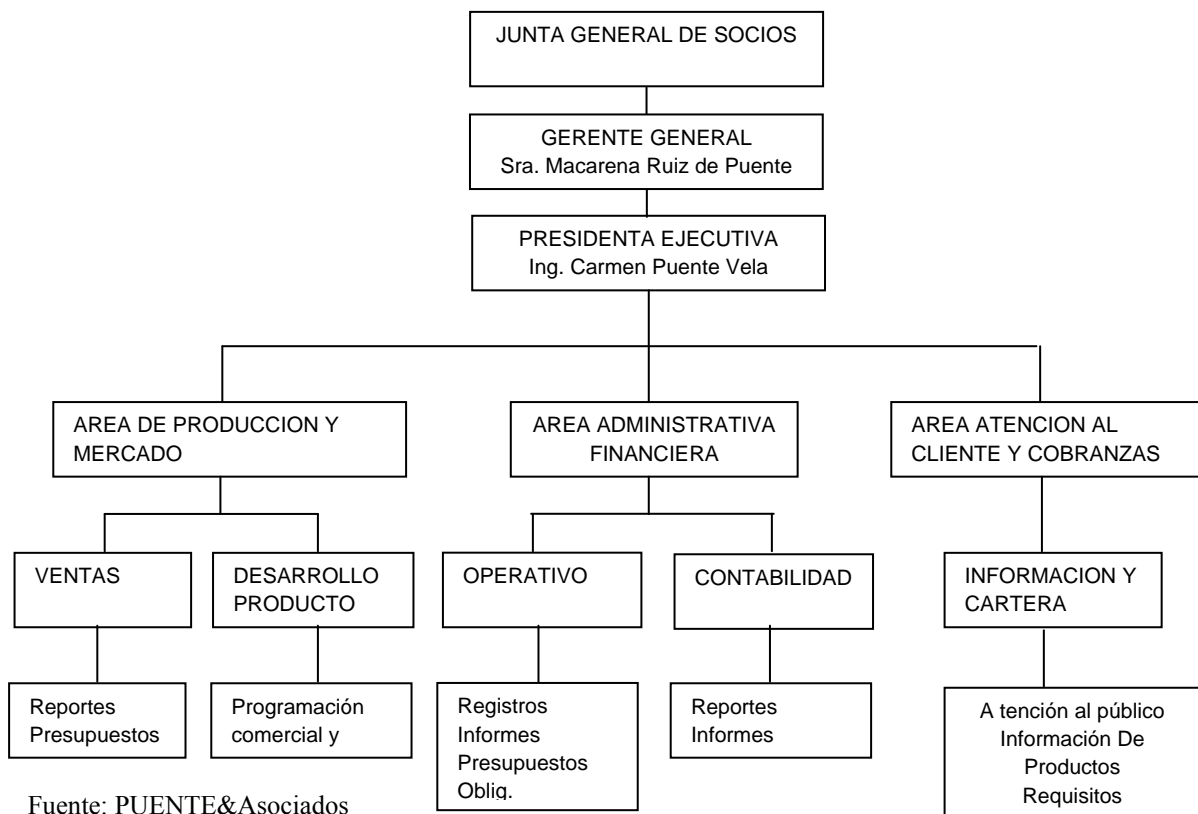 JUNTA GENERAL DE SOCIOS
GERENTE GENERAL
Sra. Macarena Ruiz de Puente
PRESIDENTA EJECUTIVA
Ing. Carmen Puente Vela
AREA DE PRODUCCION Y
MERCADO
AREA ADMINISTRATIVA
FINANCIERA
AREA ATENCION AL
CLIENTE Y COBRANZAS
VENTAS
DESARROLLO
PRODUCTO
OPERATIVO
CONTABILIDAD
INFORMACION Y
CARTERA
Reportes
Presupuestos
Programación
comercial y
Registros
Informes
Presupuestos
Oblig.
Reportes
Informes
A tención al público
Información De
Productos
Requisitos
Fuente: PUENTE&Asociados